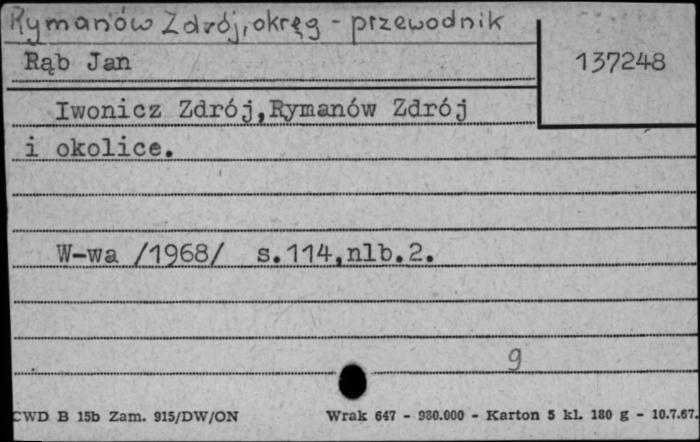 Rymanów Zdrój, okręg - przewodnik
Rąb Jan
137248
Iwonicz Zdrój,Rymanów Zdrój
i okolice.
W-wa /1968/ s.114,nlb.2.
9
CWD B 15b Zam. 915/DW/ON Wrak 647 - 980.000 - Karton 5 kl. 180 g - 10.7.67.